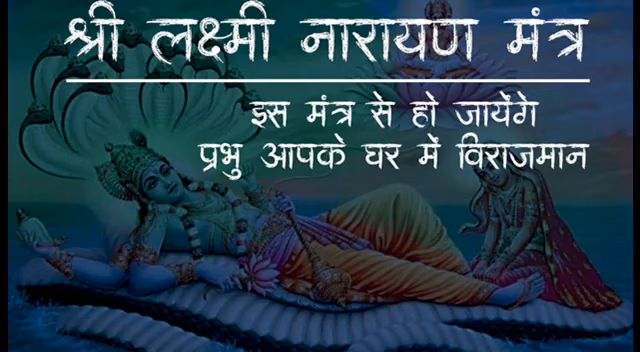 श्री लक्ष्मी नारायण मंत्र
इस मंत्र से हो जायेंगे
प्रभु आपके घर में विराजमान